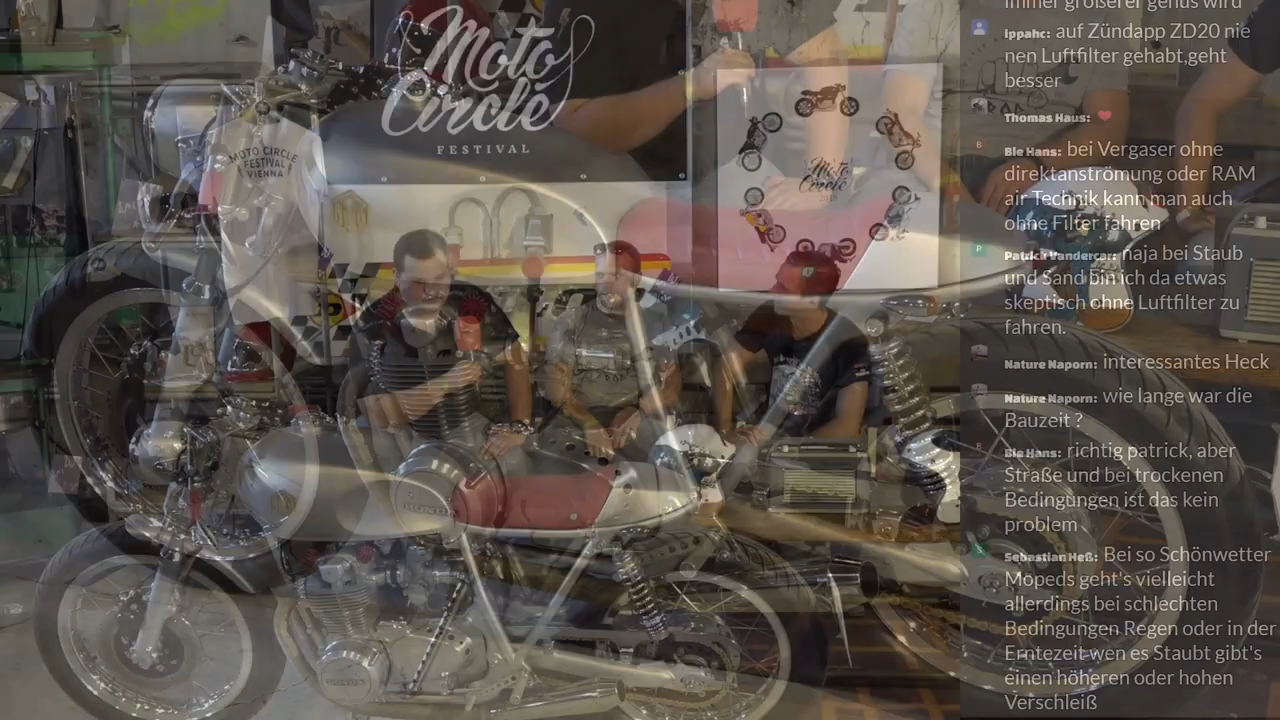 Moto
Circle
FESTIVAL
MOTO CIRCLE
FESTIVAL
VIENNA
Moto
Circle
HONDA
HONDA
immer größerer genus wird
ippahc: auf Zündapp ZD20 nie
nen Luftfilter gehabt,geht
besser
Thomas Haus: ❤
B
Ble Hans: bei Vergaser ohne
direktanströmung oder RAM
air Technik kann man auch
ohne Filter fahren
P
Patrick Vandercar: naja bei Staub
und Sand bin ich da etwas
skeptisch ohne Luftfilter zu
fahren.
Nature Naporn: interessantes Heck
Nature Naporn: wie lange war die
Bauzeit ?
B
Ble Hans: richtig patrick, aber
Straße und bei trockenen
Bedingungen ist das kein
problem
S
Sebastian Heß: Bei so Schönwetter
Mopeds geht's vielleicht
allerdings bei schlechten
Bedingungen Regen oder in der
Erntezeit wen es Staubt gibt's
einen höheren oder hohen
Verschleiß